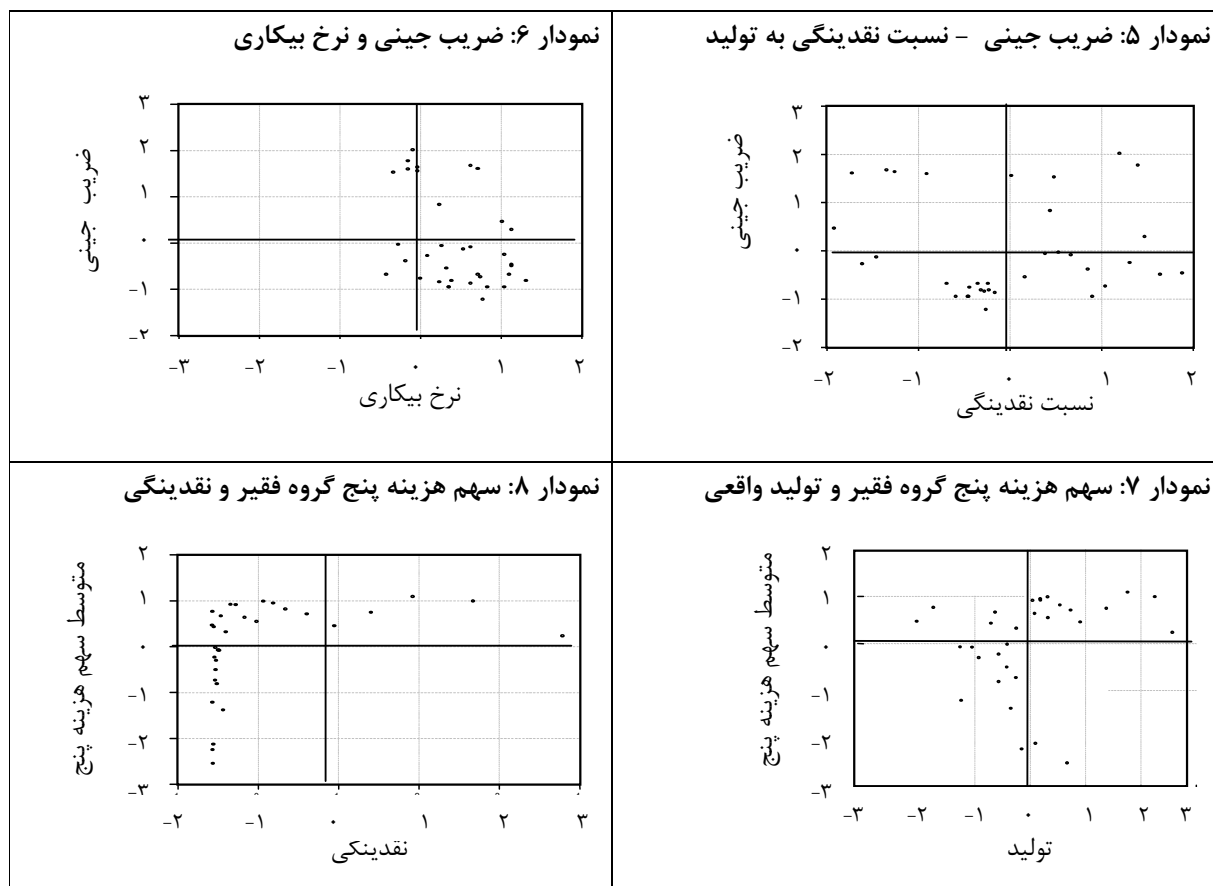 نمودار ۵: ضریب جینی - نسبت نقدینگی به تولید
ضریب جینی
۳
۲
۱
۰
-۱
-۲
-۲ -۱ ۰ ۱ ۲
نسبت نقدینگی
نمودار ۶: ضریب جینی و نرخ بیکاری
ضریب جینی
۳
۲
۱
۰
-۱
-۲
-۳ -۲ -۱ ۰ ۱ ۲
نرخ بیکاری
نمودار ۷: سهم هزینه پنج گروه فقیر و تولید واقعی
متوسط سهم هزینه پنج
۲
۱
۰
-۱
-۲
-۳
-۳ -۲ -۱ ۰ ۱ ۲ ۳
تولید
نمودار ۸: سهم هزینه پنج گروه فقیر و نقدینگی
متوسط سهم هزینه پنج
۲
۱
۰
-۱
-۲
-۳
-۲ -۱ ۰ ۱ ۲ ۳
نقدینکی